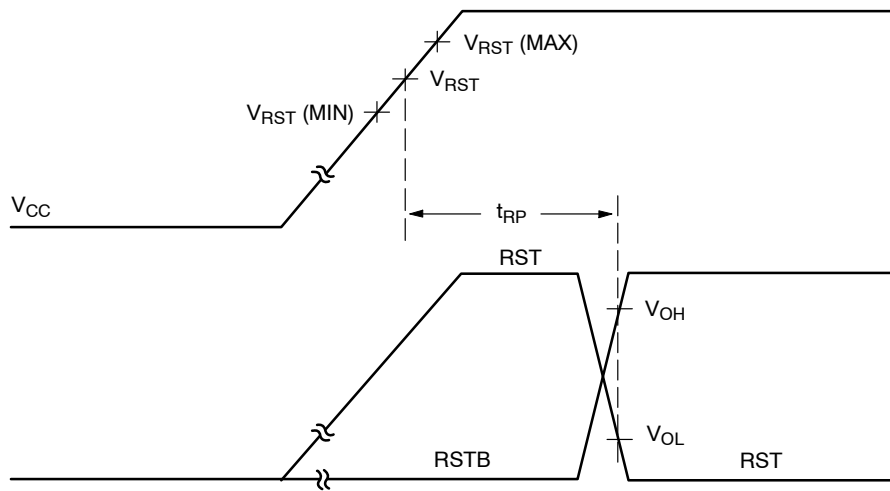 V_RST (MAX)
V_RST
V_RST (MIN)
V_CC
t_RP
RST
V_OH
V_OL
RSTB
RST